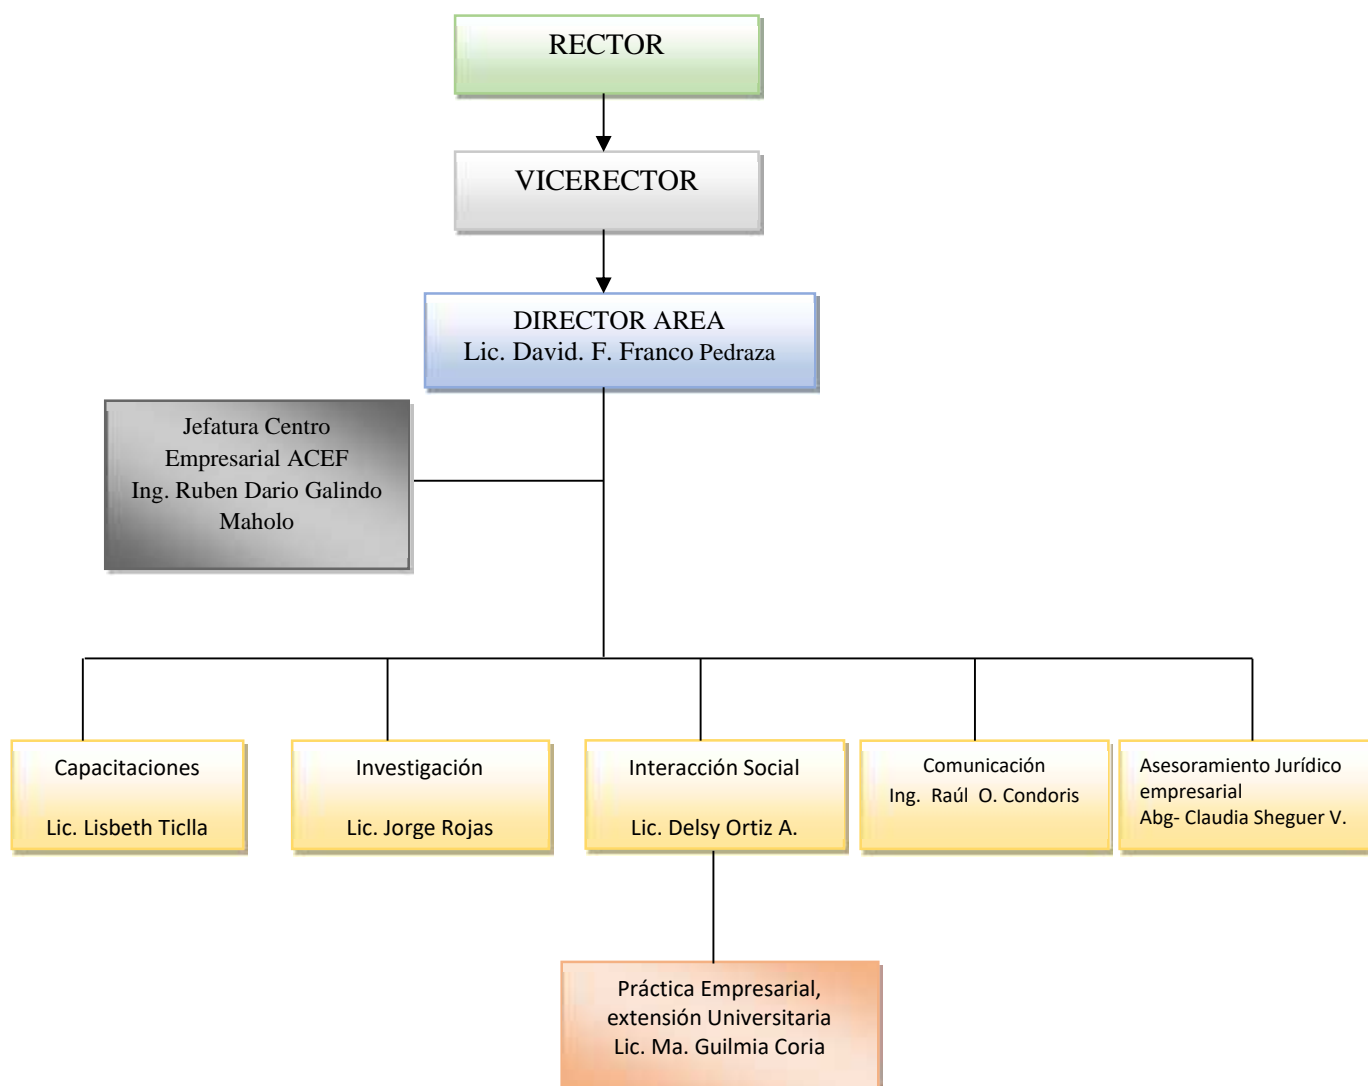 RECTOR
VICERECTOR
DIRECTOR AREA
Lic. David. F. Franco Pedraza
Jefatura Centro
Empresarial ACEF
Ing. Ruben Dario Galindo
Maholo
Capacitaciones
Lic. Lisbeth Ticlla
Investigación
Lic. Jorge Rojas
Interacción Social
Lic. Delsy Ortiz A.
Comunicación
Ing. Raúl O. Condoris
Asesoramiento Jurídico
empresarial
Abg- Claudia Sheguer V.
Práctica Empresarial,
extensión Universitaria
Lic. Ma. Guilmia Coria